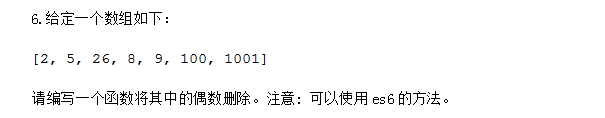 6.给定一个数组如下：
[2, 5, 26, 8, 9, 100, 1001]
请编写一个函数将其中的偶数删除。注意：可以使用es6的方法。